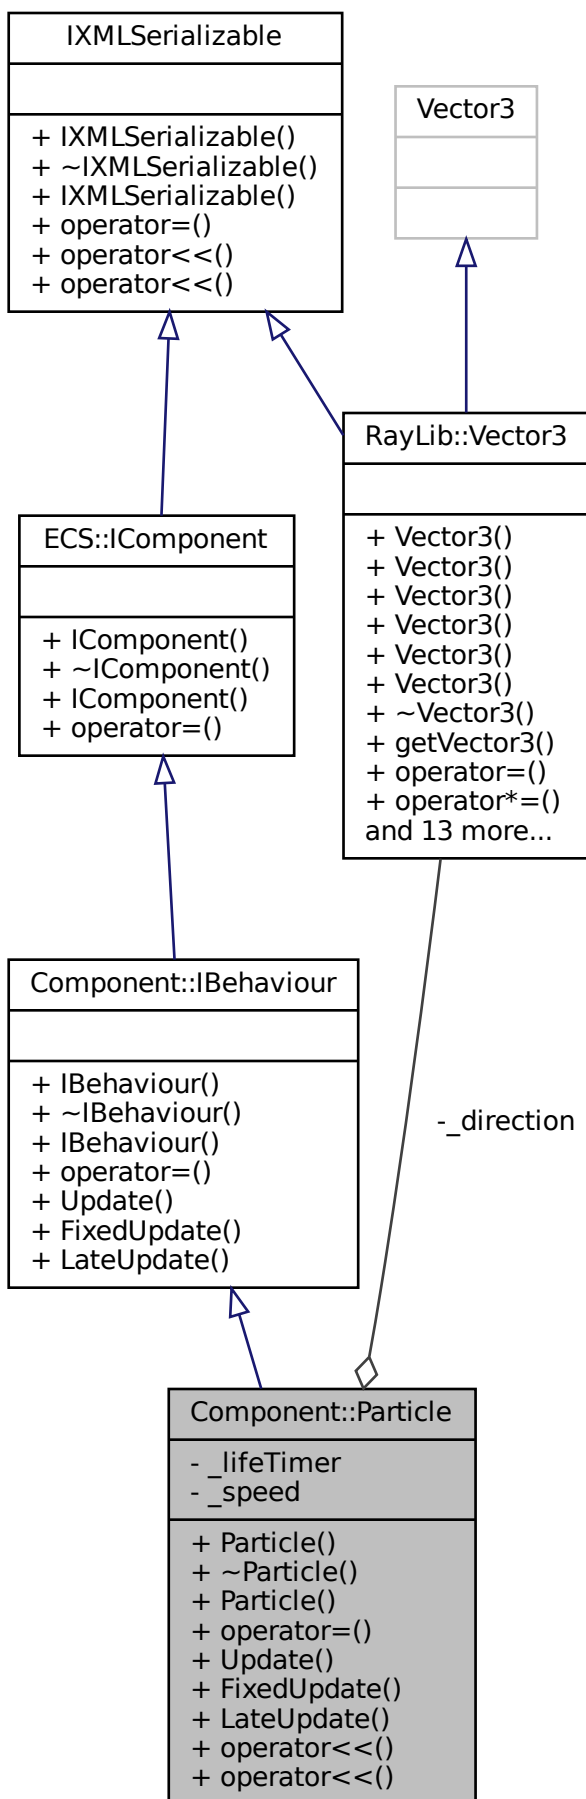 IXMLSerializable
+ IXMLSerializable()
+ ~IXMLSerializable()
+ IXMLSerializable()
+ operator=()
+ operator<<()
+ operator<<()
Vector3
RayLib::Vector3
+ Vector3()
+ Vector3()
+ Vector3()
+ Vector3()
+ Vector3()
+ Vector3()
+ ~Vector3()
+ getVector3()
+ operator=()
+ operator*=()
and 13 more...
ECS::IComponent
+ IComponent()
+ ~IComponent()
+ IComponent()
+ operator=()
Component::IBehaviour
+ IBehaviour()
+ ~IBehaviour()
+ IBehaviour()
+ operator=()
+ Update()
+ FixedUpdate()
+ LateUpdate()
-_direction
Component::Particle
- _lifeTimer
- _speed
+ Particle()
+ ~Particle()
+ Particle()
+ operator=()
+ Update()
+ FixedUpdate()
+ LateUpdate()
+ operator<<()
+ operator<<()